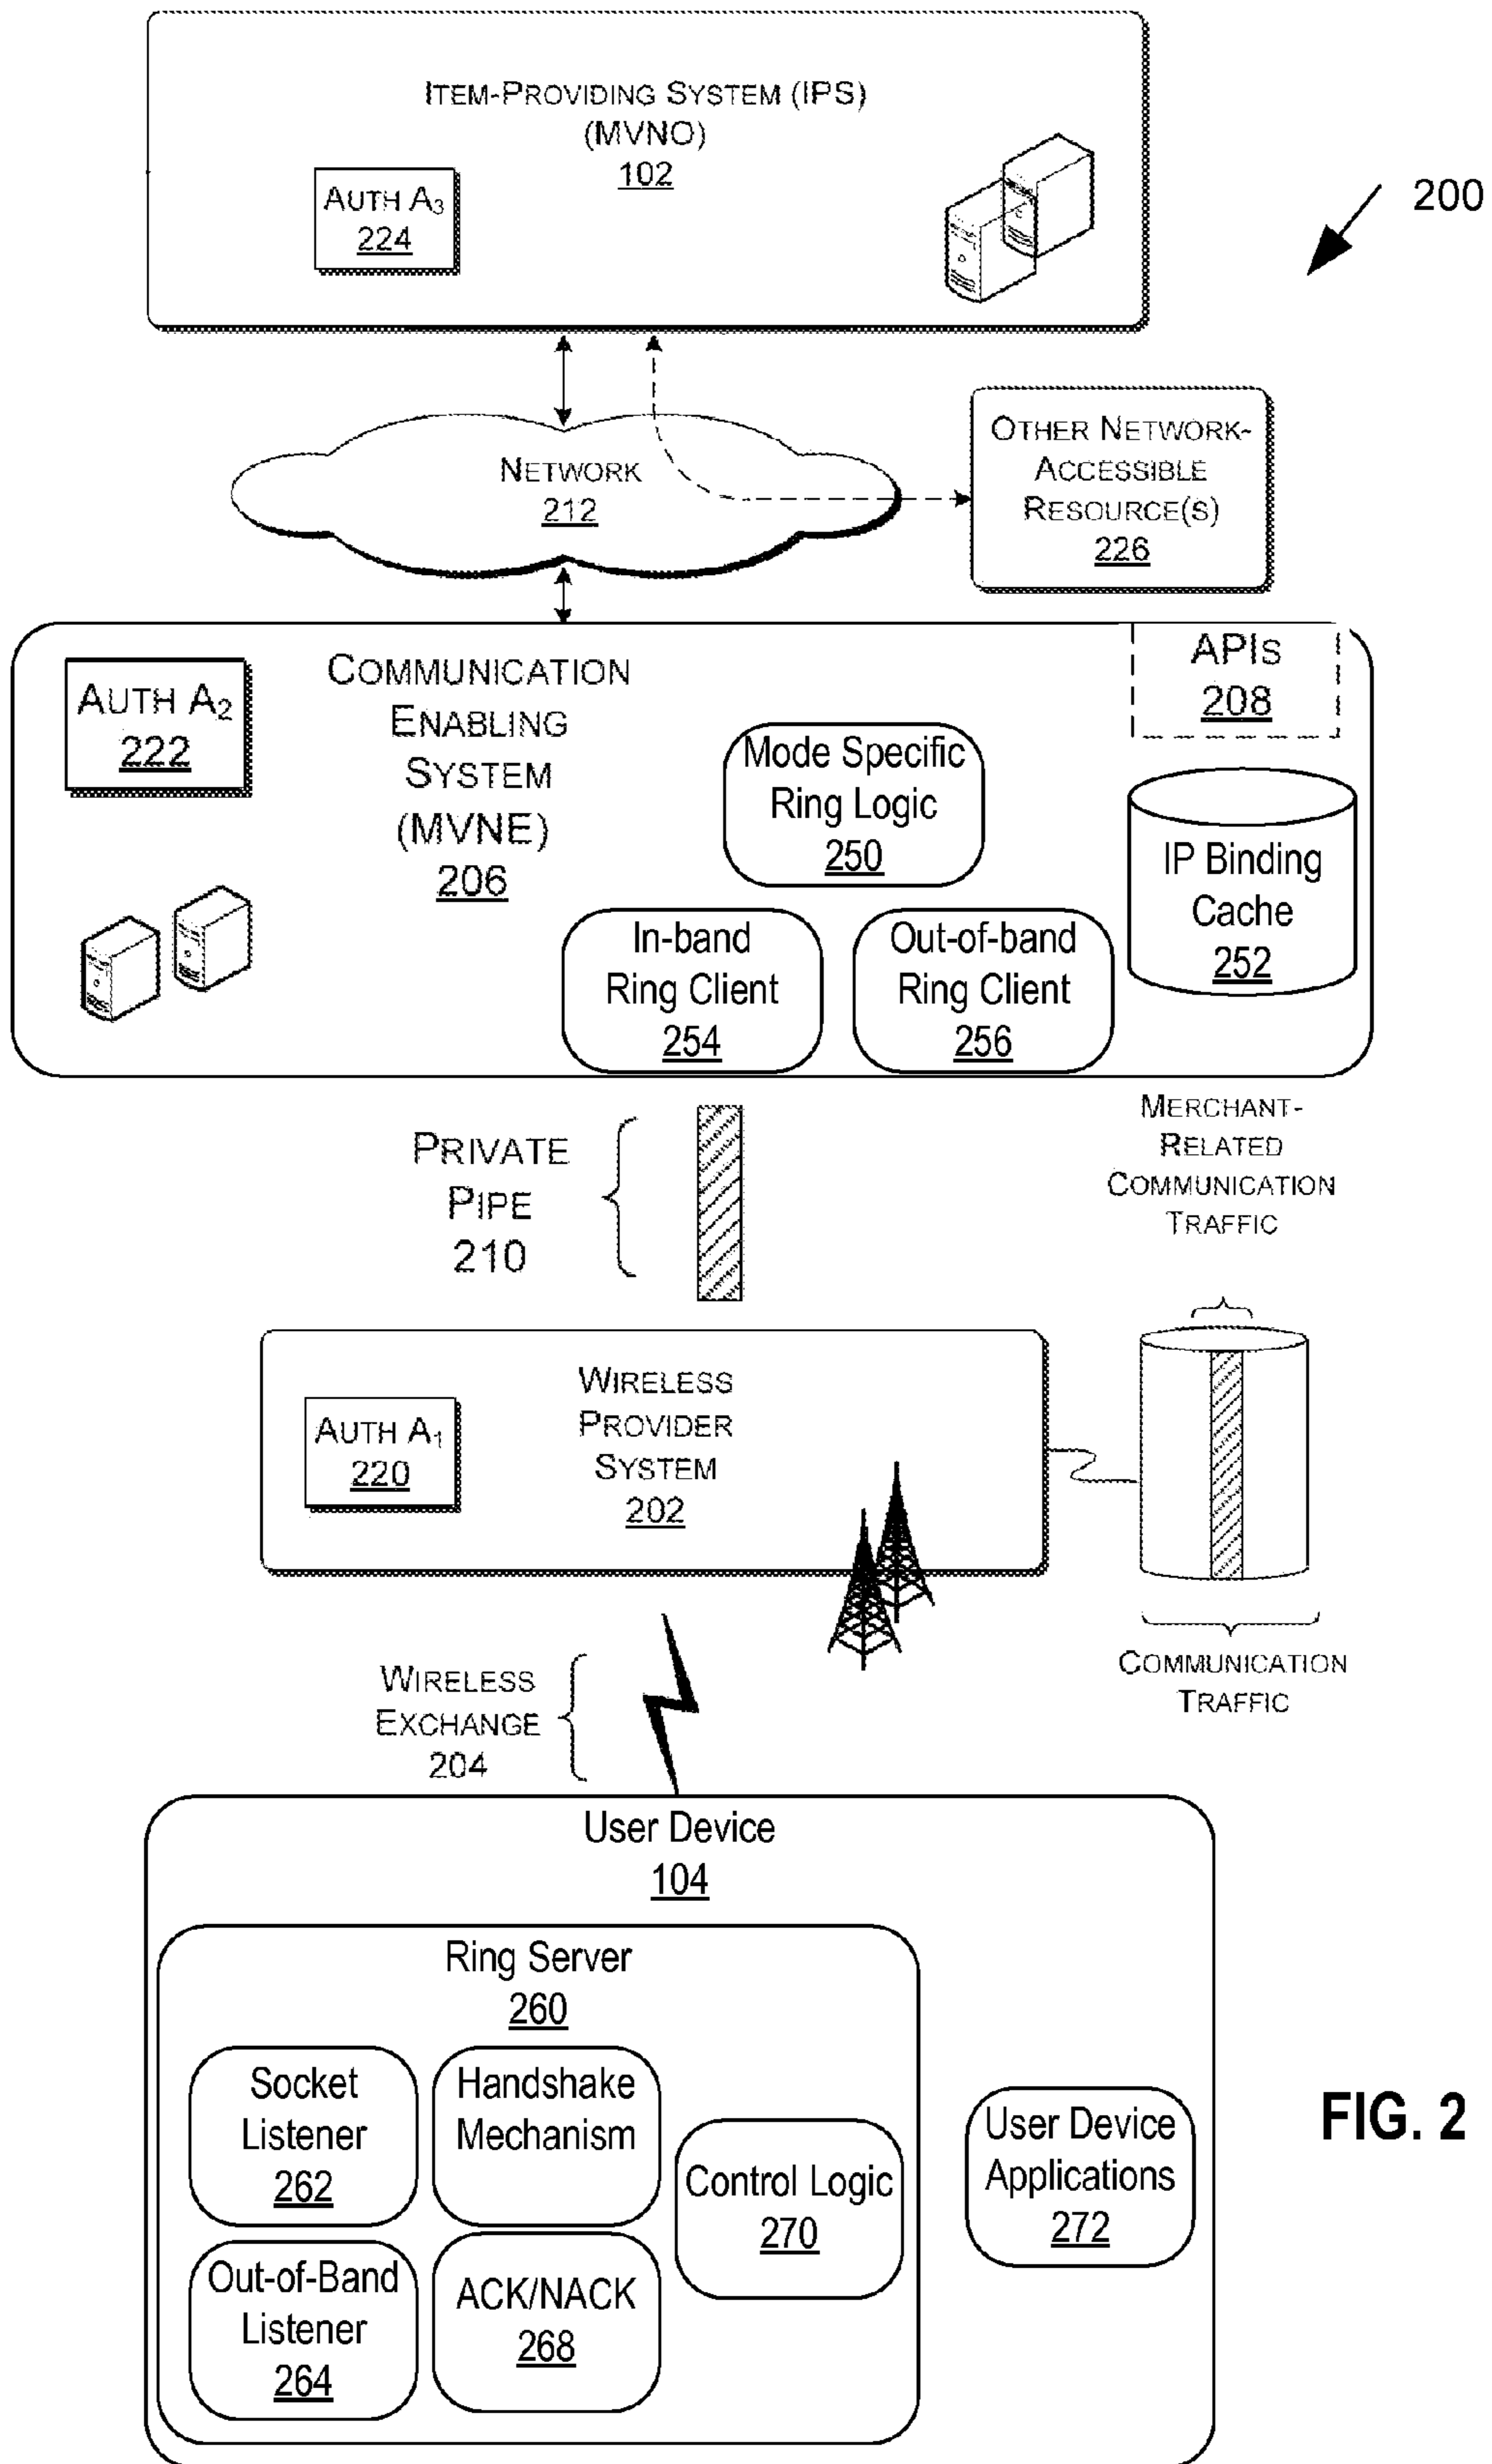 ITEM-PROVIDING SYSTEM (IPS)
(MVNO)
102
AUTH A3
224
200
NETWORK
212
OTHER NETWORK-
ACCESSIBLE
RESOURCE(S)
226
AUTH A2
222
COMMUNICATION
ENABLING
SYSTEM
(MVNE)
206
APIS
208
Mode Specific
Ring Logic
250
IP Binding
Cache
252
In-band
Ring Client
254
Out-of-band
Ring Client
256
PRIVATE
PIPE
210
MERCHANT-
RELATED
COMMUNICATION
TRAFFIC
AUTH A1
220
WIRELESS
PROVIDER
SYSTEM
202
COMMUNICATION
TRAFFIC
WIRELESS
EXCHANGE
204
User Device
104
Ring Server
260
Socket
Listener
262
Handshake
Mechanism
Control Logic
270
User Device
Applications
272
Out-of-Band
Listener
264
ACK/NACK
268
FIG. 2